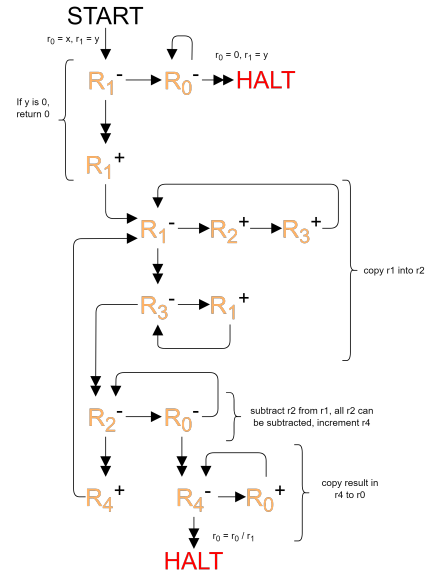 START
r₀ = x, r₁ = y
r₀ = 0, r₁ = y
R₁⁻ R₀⁻ HALT
If y is 0,
return 0
R₁⁺
R₁⁻ R₂⁺ R₃⁺
copy r1 into r2
R₃⁻ R₁⁺
R₂⁻ R₀⁻
subtract r2 from r1, all r2 can
be subtracted, increment r4
R₄⁺ R₄⁻ R₀⁺
copy result in
r4 to r0
r₀ = r₀ / r₁
HALT